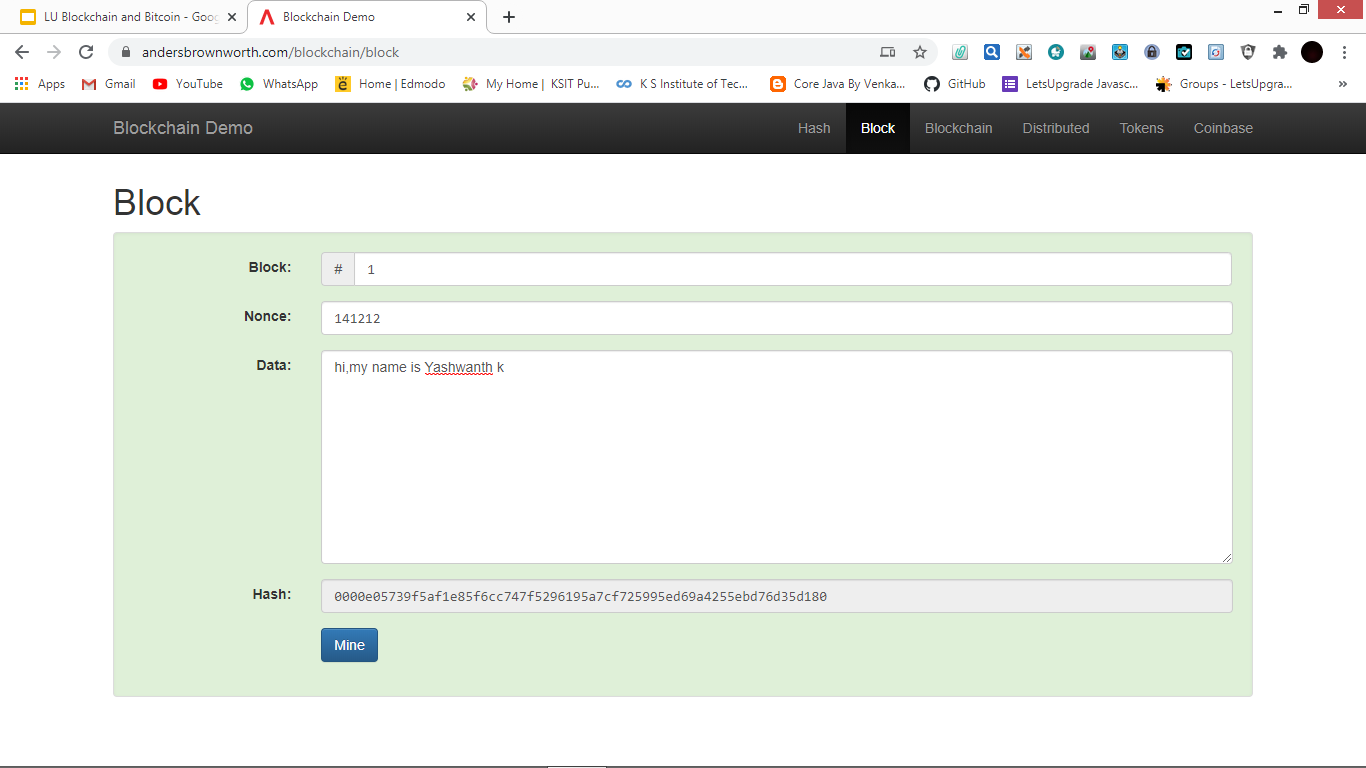 LU Blockchain and Bitcoin - Goog
Blockchain Demo
andersbrownworth.com/blockchain/block
Apps
Gmail
YouTube
WhatsApp
Home | Edmodo
My Home | KSIT Pu...
K S Institute of Tec...
Core Java By Venka...
GitHub
LetsUpgrade Javasc...
Groups - LetsUpgra...
Blockchain Demo
Hash
Block
Blockchain
Distributed
Tokens
Coinbase
Block
Block:
# 1
Nonce:
141212
Data:
hi,my name is Yashwanth k
Hash:
0000e05739f5af1e85f6cc747f5296195a7cf725995ed69a4255ebd76d35d180
Mine